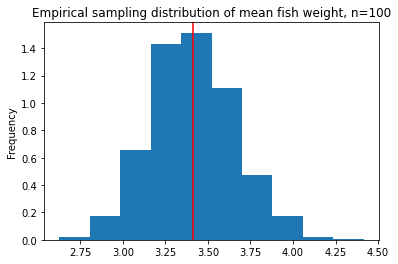 Empirical sampling distribution of mean fish weight, n=100
Frequency
1.4
1.2
1.0
0.8
0.6
0.4
0.2
0.0
2.75 3.00 3.25 3.50 3.75 4.00 4.25 4.50